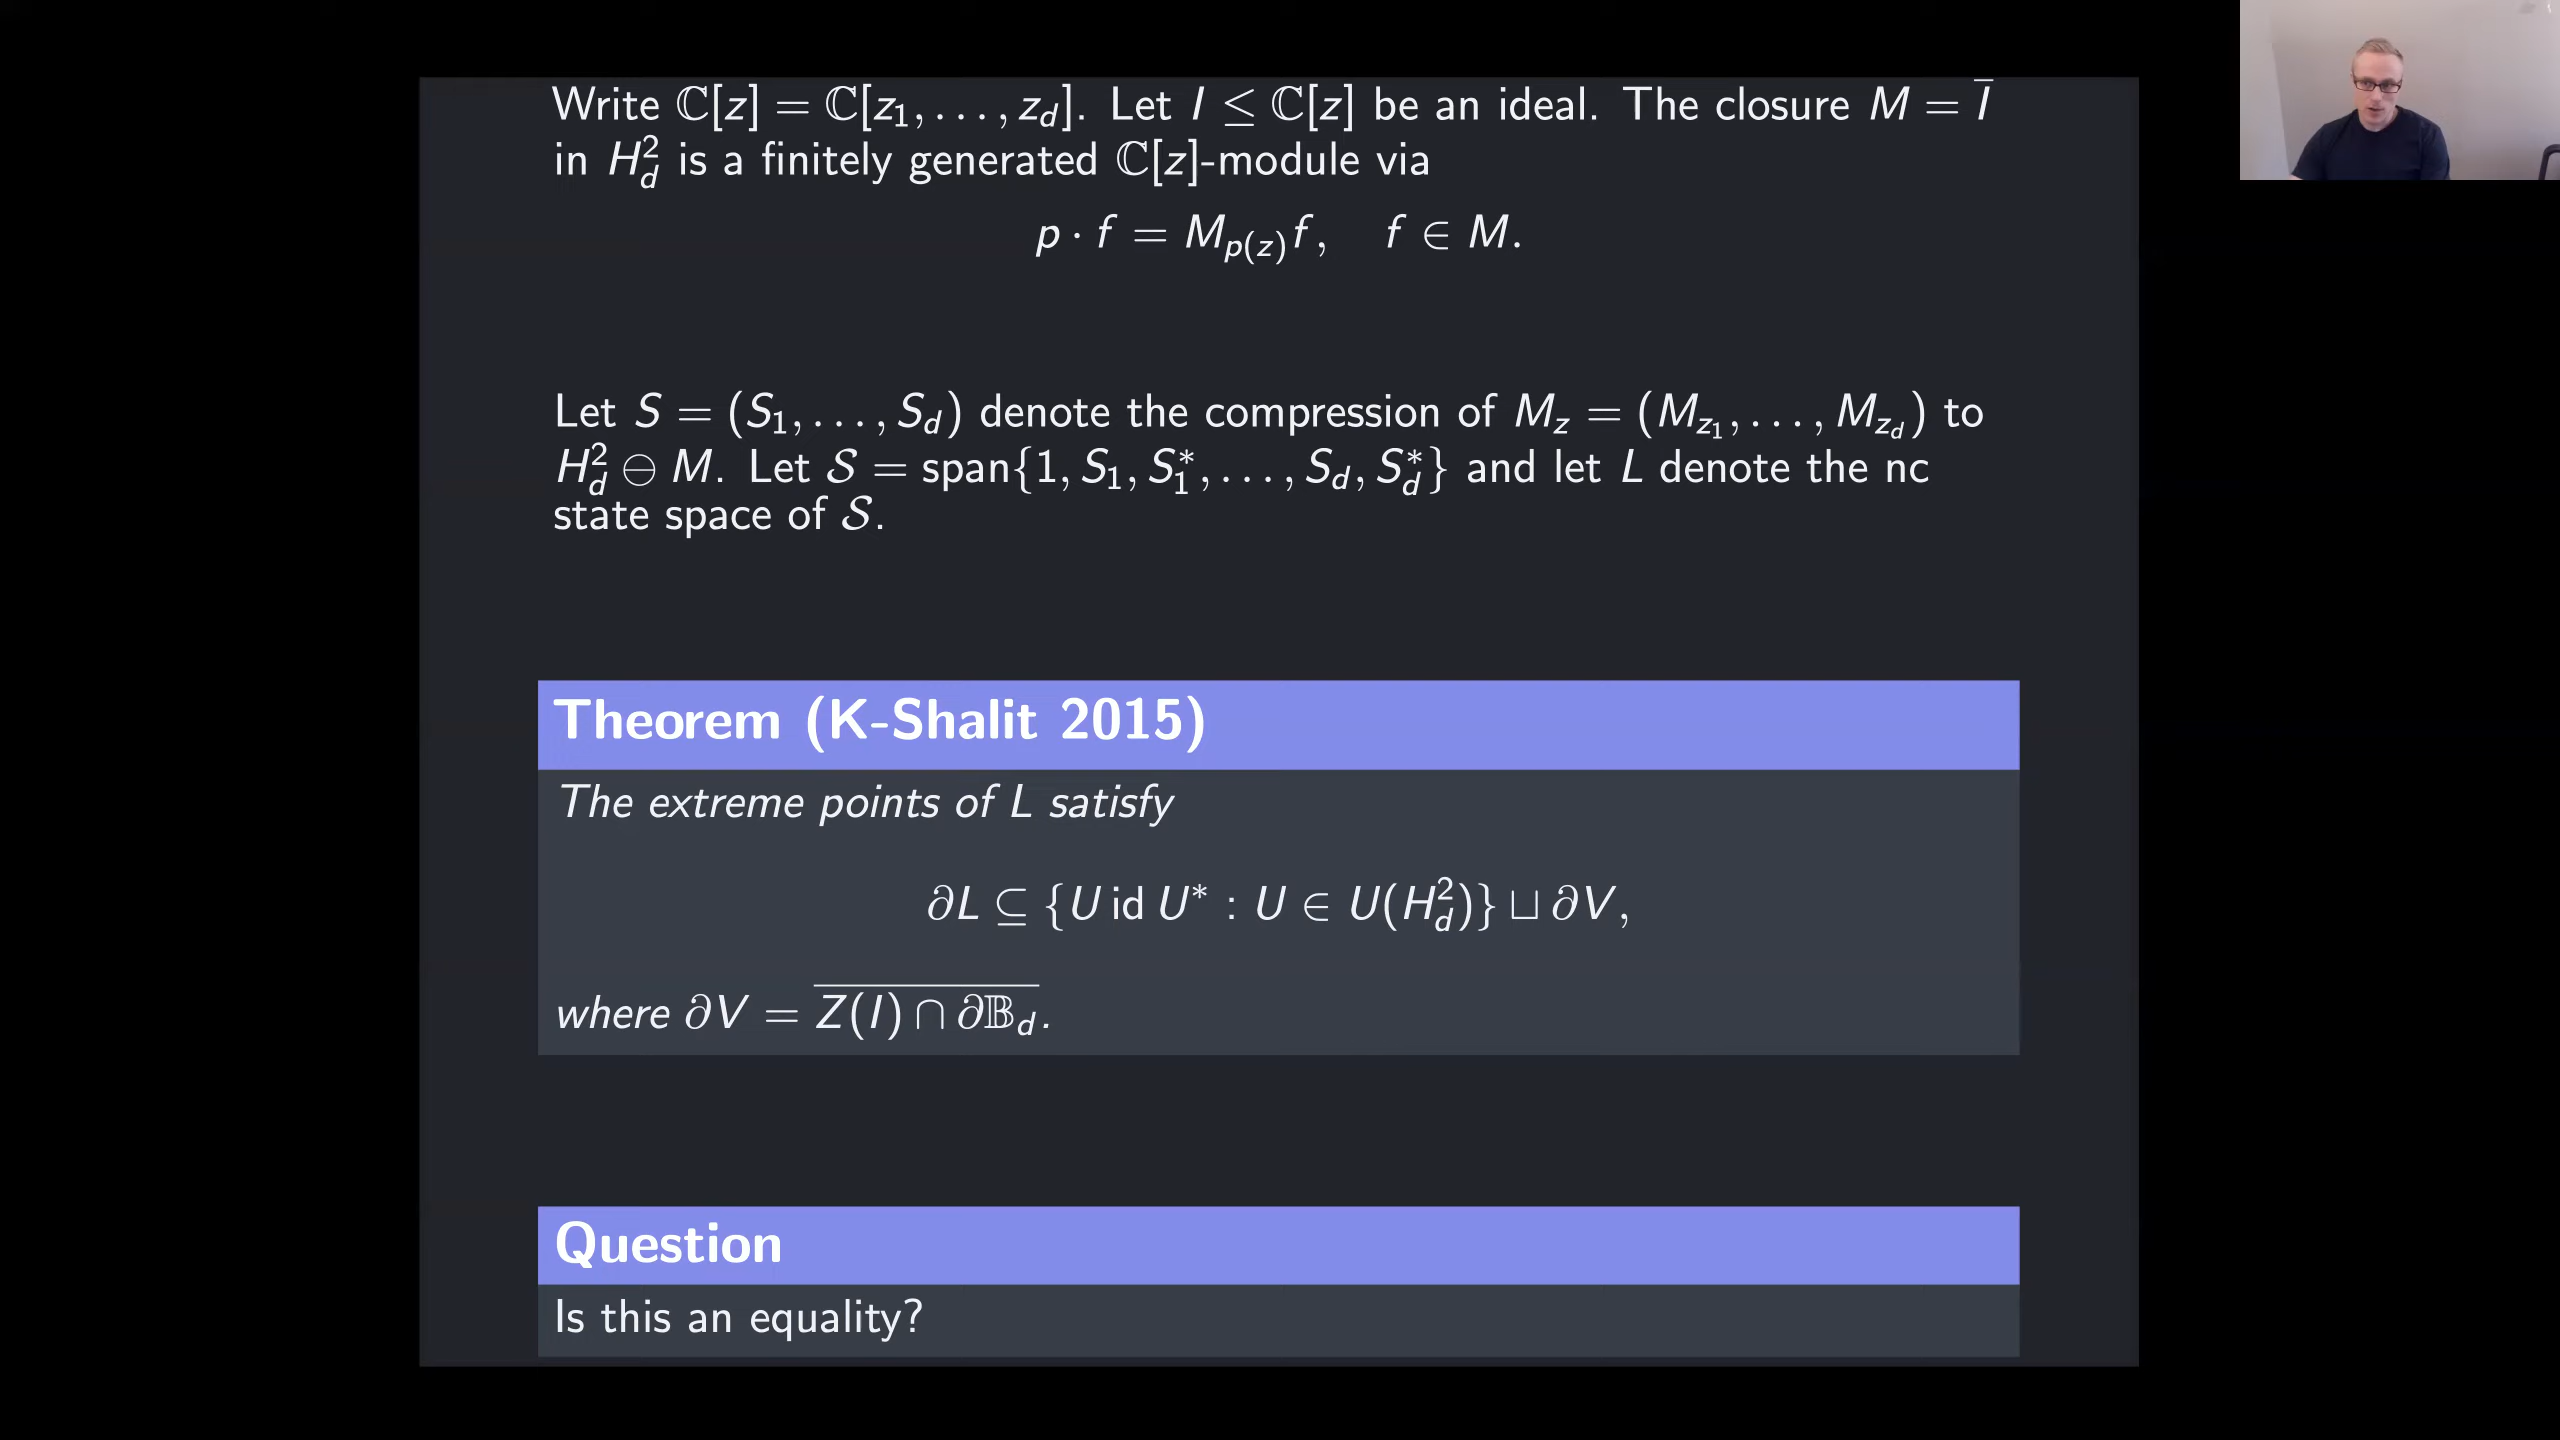 Write ℂ[z] = ℂ[z₁, . . . , z_d]. Let I ≤ ℂ[z] be an ideal. The closure M = I̅
in H²_d is a finitely generated ℂ[z]-module via
p · f = M_{p(z)}f,   f ∈ M.
Let S = (S₁, . . . , S_d) denote the compression of M_z = (M_{z₁}, . . . , M_{z_d}) to
H²_d ⊖ M. Let 𝒮 = span{1, S₁, S₁*, . . . , S_d, S_d*} and let L denote the nc
state space of 𝒮.
Theorem (K-Shalit 2015)
The extreme points of L satisfy
∂L ⊆ {U id U* : U ∈ U(H²_d)} ⊔ ∂V,
where ∂V = \overline{Z(I) ∩ ∂𝔹_d}.
Question
Is this an equality?